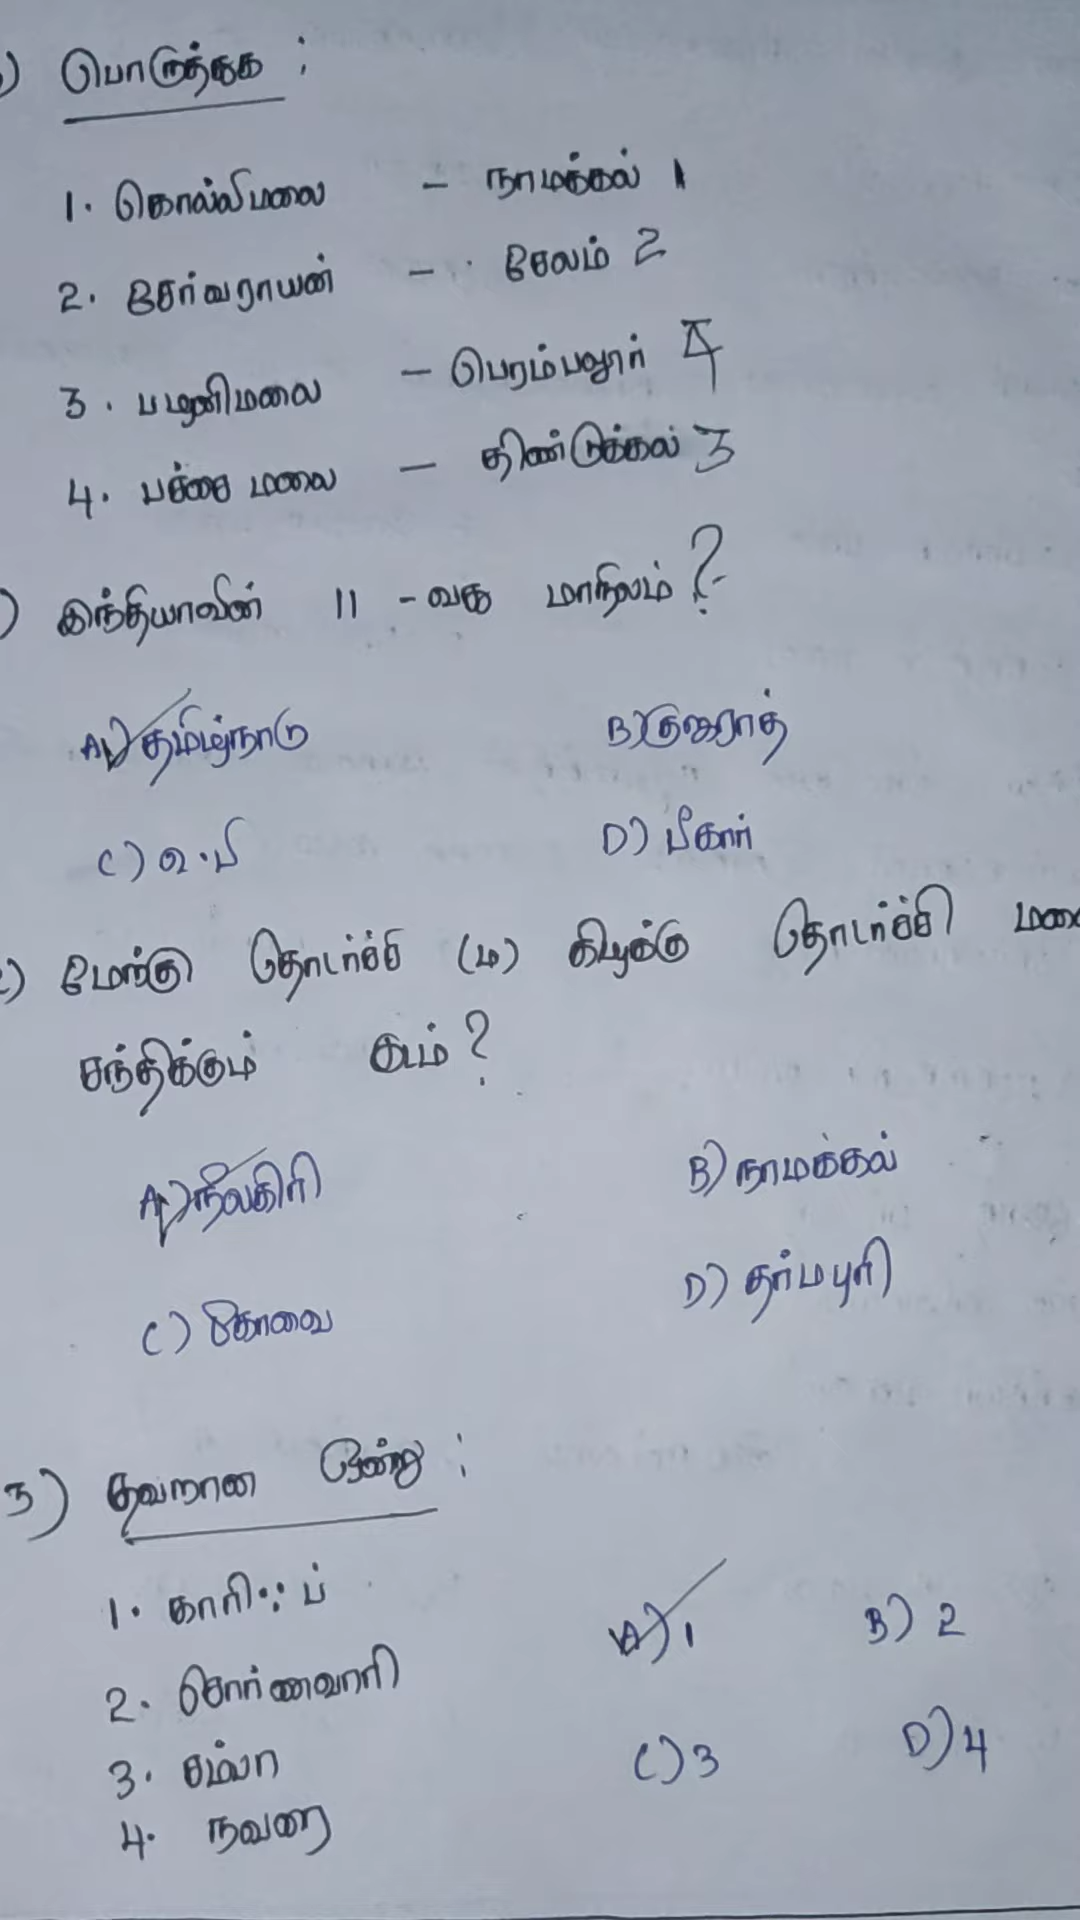 ) பொருத்துக :
1. கொல்லிமலை – நாமக்கல் 1
2. சேர்வராயன் – சேலம் 2
3. பழனிமலை – பெரம்பலூர் 4
4. பச்சை மலை – திண்டுக்கல் 3
) இந்தியாவின் 11 - வது மாநிலம் ?
A) தமிழ்நாடு B) குஜராத்
C) உ.பி D) பீகார்
) மேற்கு தொடர்ச்சி (ம) கிழக்கு தொடர்ச்சி மலை
சந்திக்கும் இடம் ?
A) நீலகிரி B) நாமக்கல்
C) கோவை D) தர்மபுரி
3) தவறான ஒன்று :
1. காரிஃப் A) 1 B) 2
2. சொர்ணவாரி
3. சம்பா C) 3 D) 4
4. நவரை